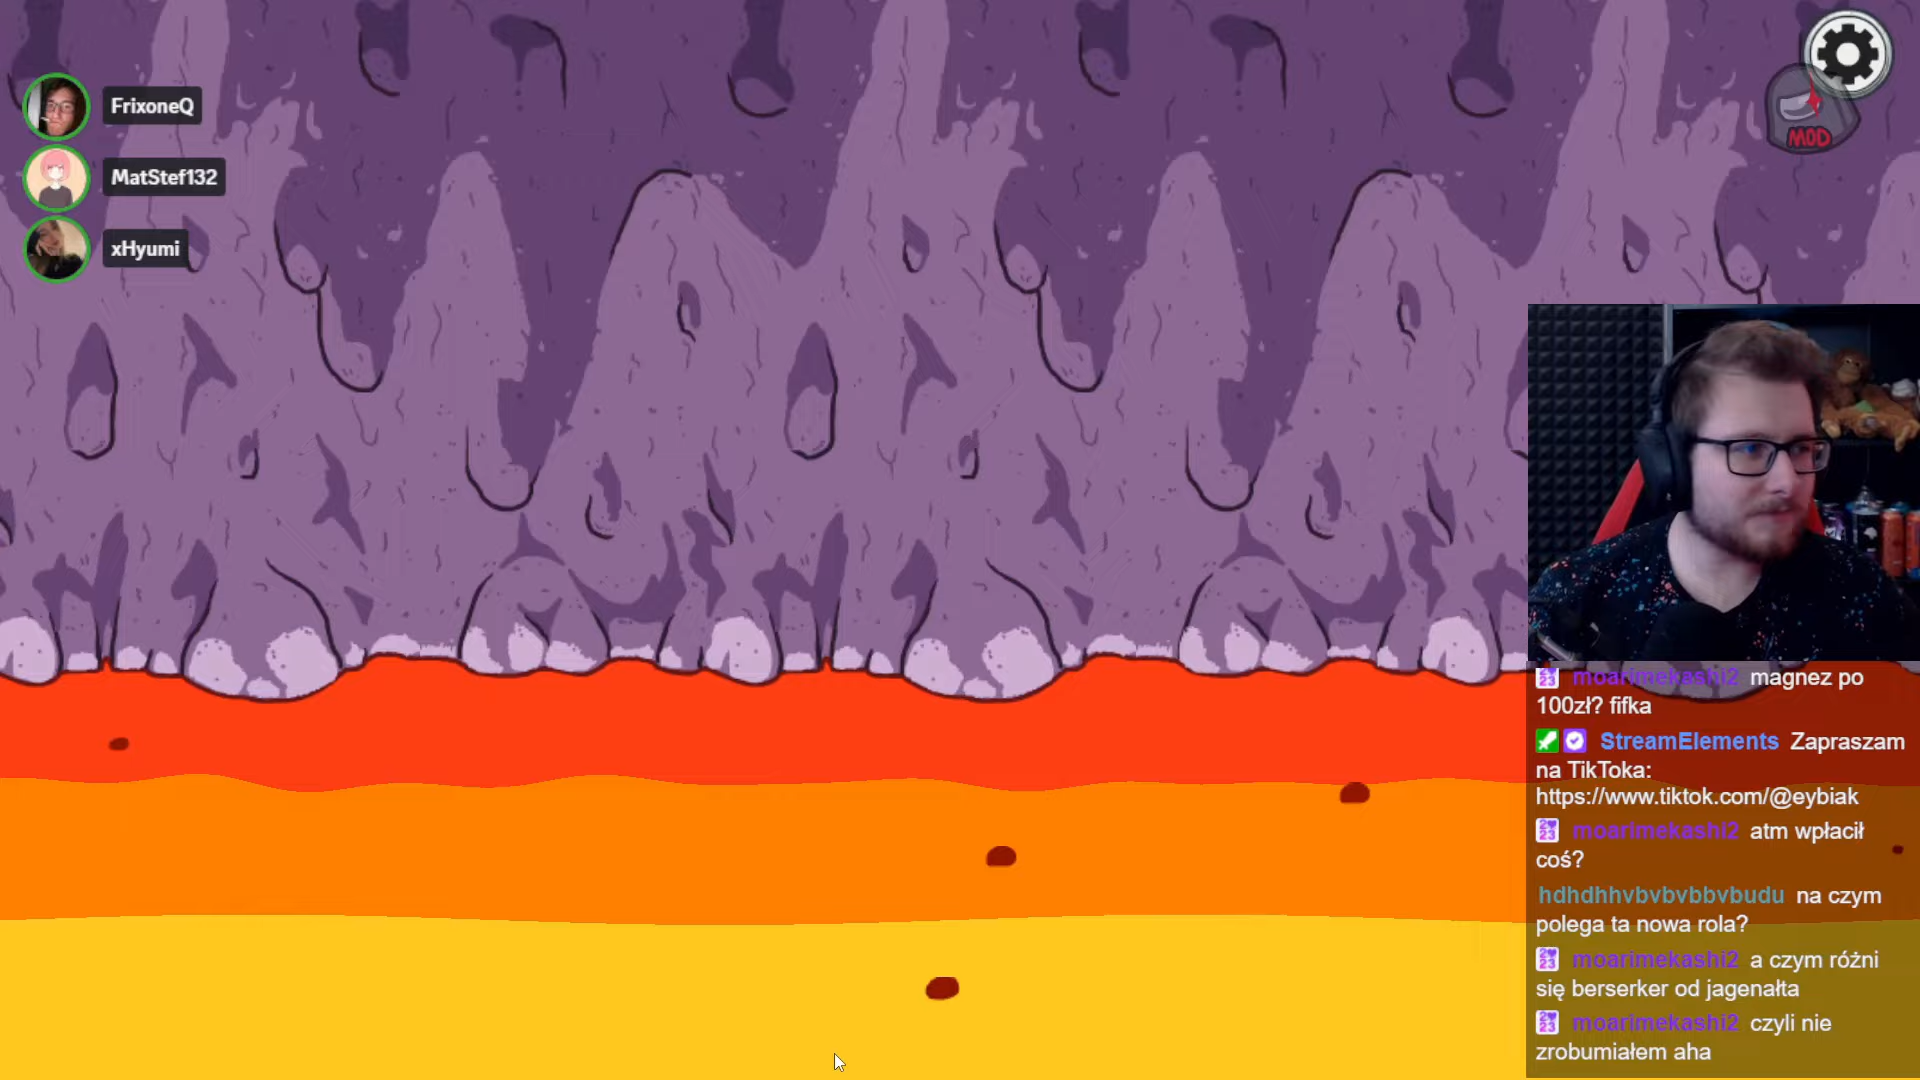 FrixoneQ
MatStef132
xHyumi
MOD
moarimekashi2 magnez po
100zł? fifka
StreamElements Zapraszam
na TikToka:
https://www.tiktok.com/@eybiak
moarimekashi2 atm wpłacił
coś?
hdhdhhvbvbvbbvbudu na czym
polega ta nowa rola?
moarimekashi2 a czym różni
się berserker od jagenałta
moarimekashi2 czyli nie
zrobumiałem aha